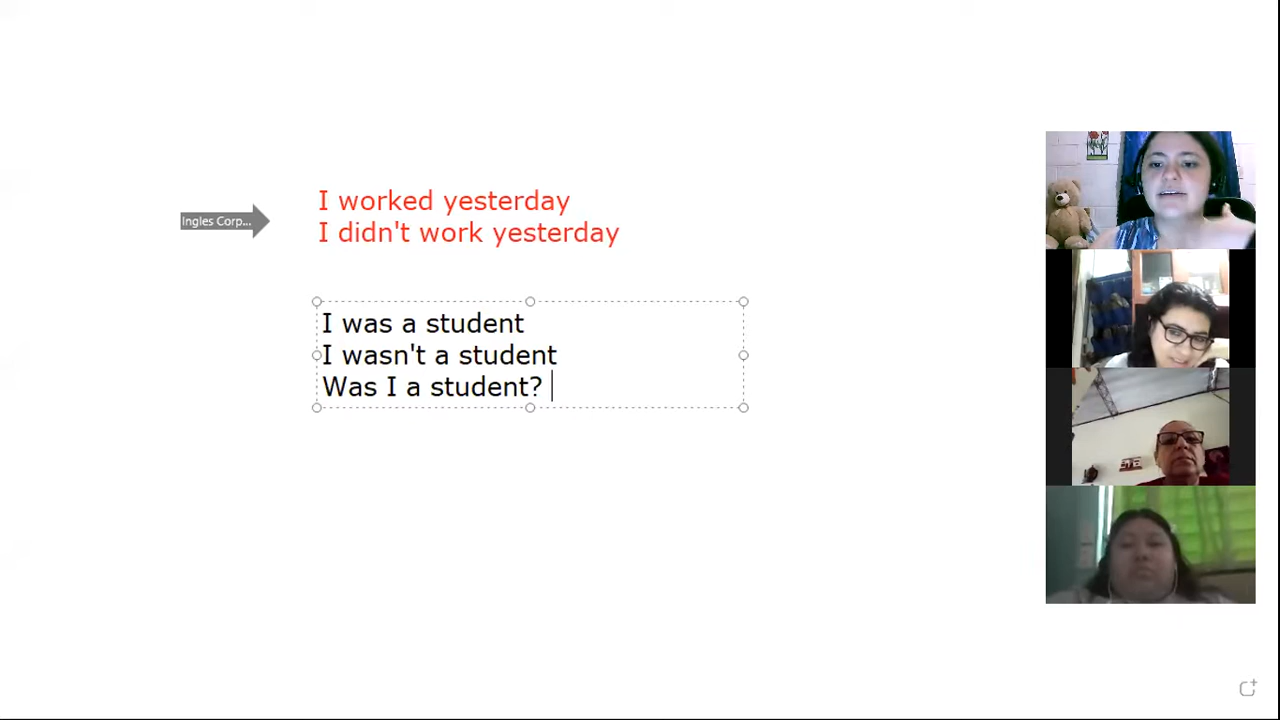 I worked yesterday
Ingles Corp...
I didn't work yesterday
I was a student
I wasn't a student
Was I a student?